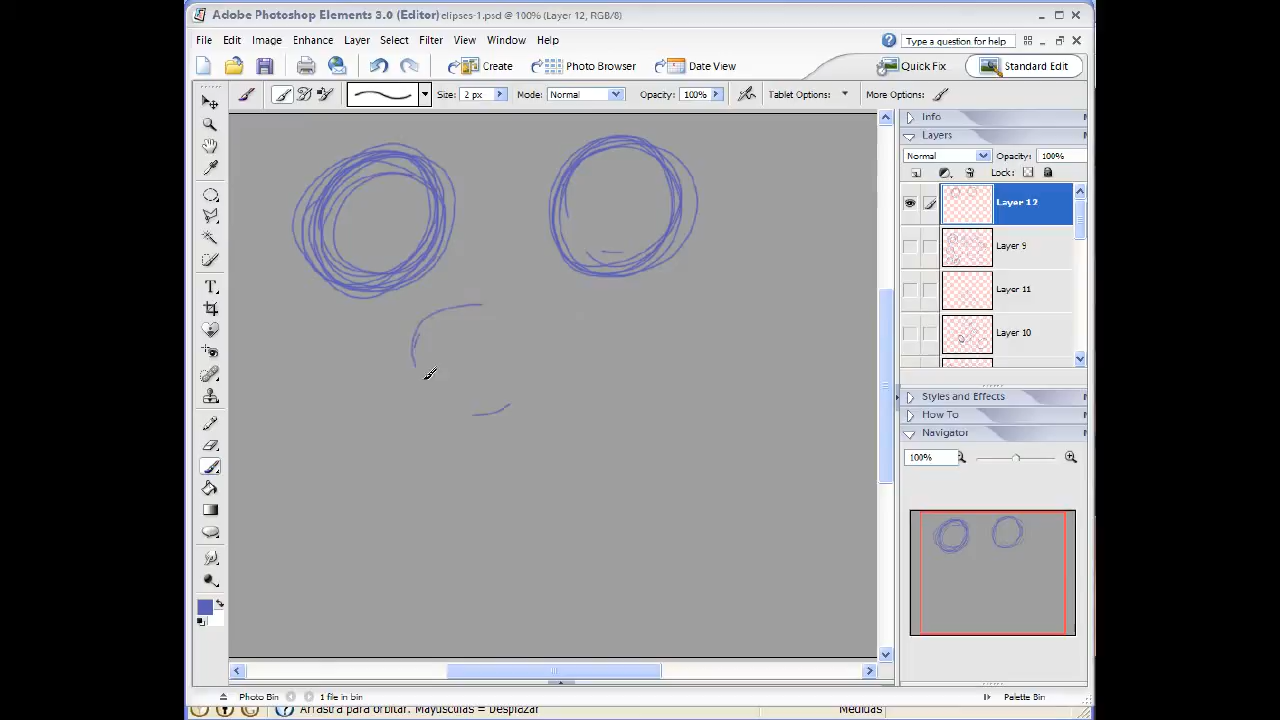 Adobe Photoshop Elements 3.0 (Editor) elipses-1.psd @ 100% (Layer 12, RGB/8)
File Edit Image Enhance Layer Select Filter View Window Help
Type a question for help
Create Photo Browser Date View Quick Fix Standard Edit
Size: 2 px Mode: Normal Opacity: 100% Tablet Options: More Options:
Info
Layers
Normal Opacity: 100%
Lock:
Layer 12
Layer 9
Layer 11
Layer 10
Styles and Effects
How To
Navigator
100%
Photo Bin 1 file in bin Palette Bin
Arrastra para orbitar. Mayúsculas = Desplazar Medidas